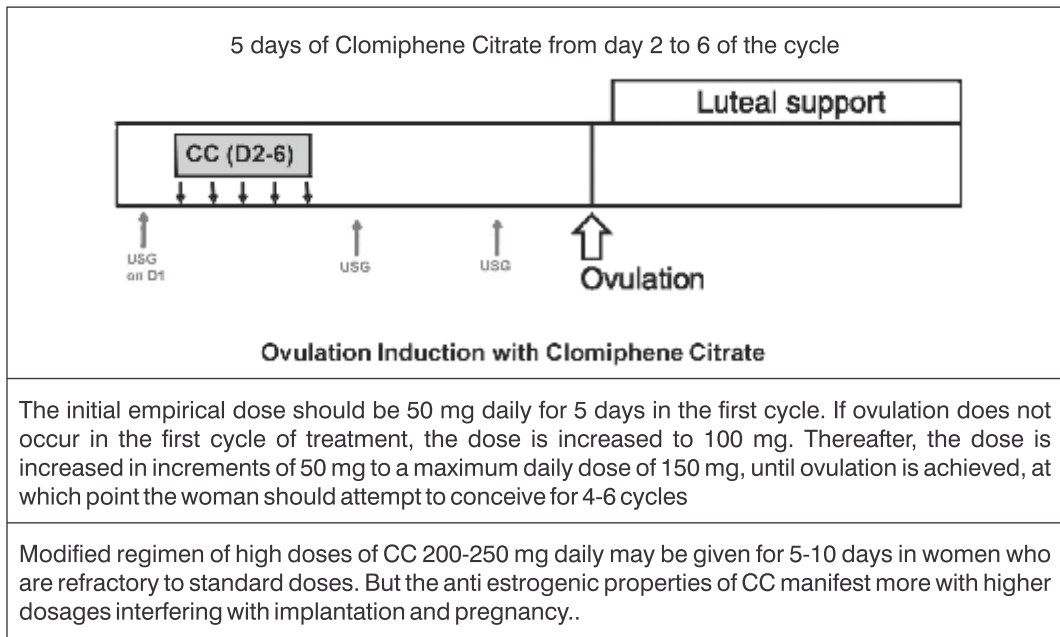 5 days of Clomiphene Citrate from day 2 to 6 of the cycle
Luteal support
CC (D2-6)
USG
on D1
USG
USG
Ovulation
Ovulation Induction with Clomiphene Citrate
The initial empirical dose should be 50 mg daily for 5 days in the first cycle. If ovulation does not
occur in the first cycle of treatment, the dose is increased to 100 mg. Thereafter, the dose is
increased in increments of 50 mg to a maximum daily dose of 150 mg, until ovulation is achieved, at
which point the woman should attempt to conceive for 4-6 cycles
Modified regimen of high doses of CC 200-250 mg daily may be given for 5-10 days in women who
are refractory to standard doses. But the anti estrogenic properties of CC manifest more with higher
dosages interfering with implantation and pregnancy..